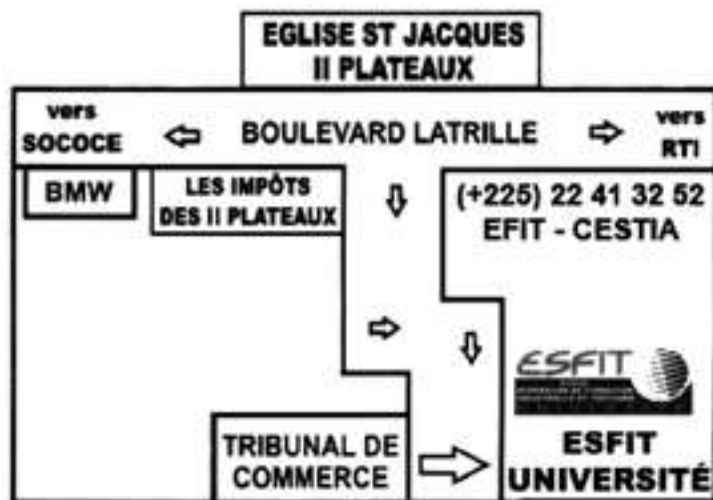 EGLISE ST JACQUES
II PLATEAUX
vers
SOCOCE
BOULEVARD LATRILLE
vers
RTI
BMW
LES IMPÔTS
DES II PLATEAUX
(+225) 22 41 32 52
EFIT - CESTIA
ESFIT
TRIBUNAL DE
COMMERCE
ESFIT
UNIVERSITÉ